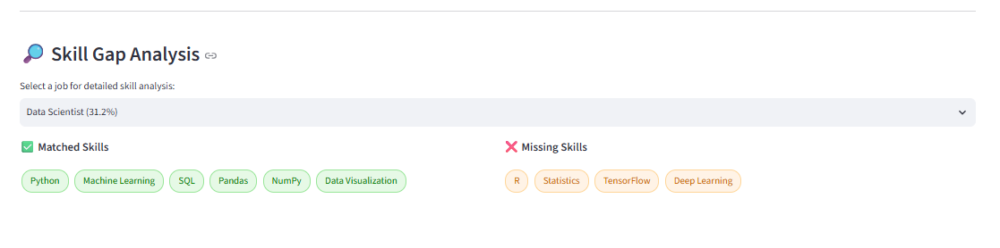 Skill Gap Analysis
Select a job for detailed skill analysis:
Data Scientist (31.2%)
Matched Skills
Python Machine Learning SQL Pandas NumPy Data Visualization
Missing Skills
R Statistics TensorFlow Deep Learning